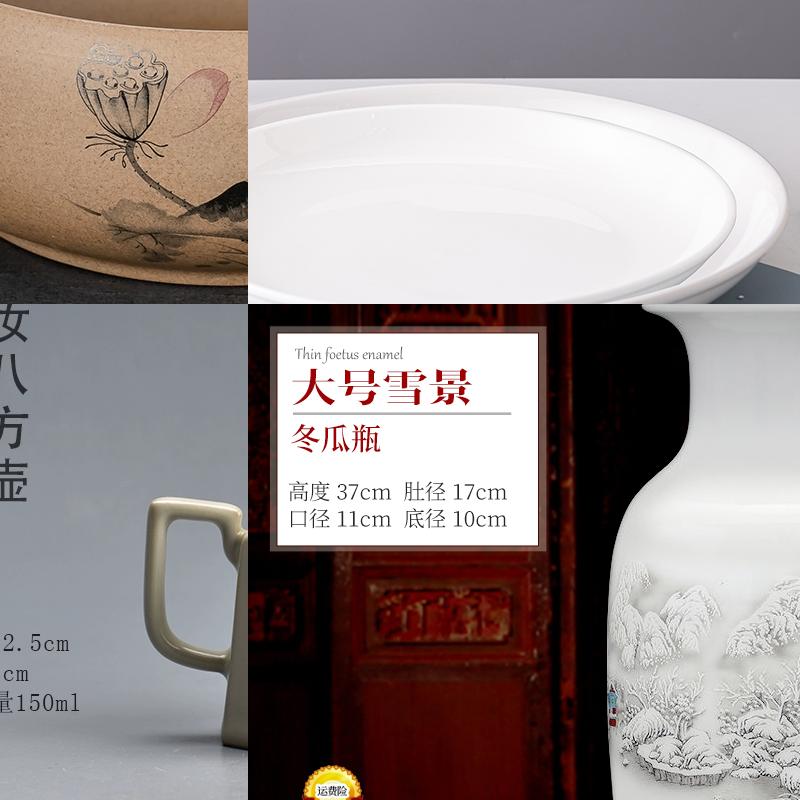 汝
八
方
壶
2.5cm
cm
量150ml
Thin foetus enamel
大号雪景
冬瓜瓶
高度 37cm 肚径 17cm
口径 11cm 底径 10cm
运费险